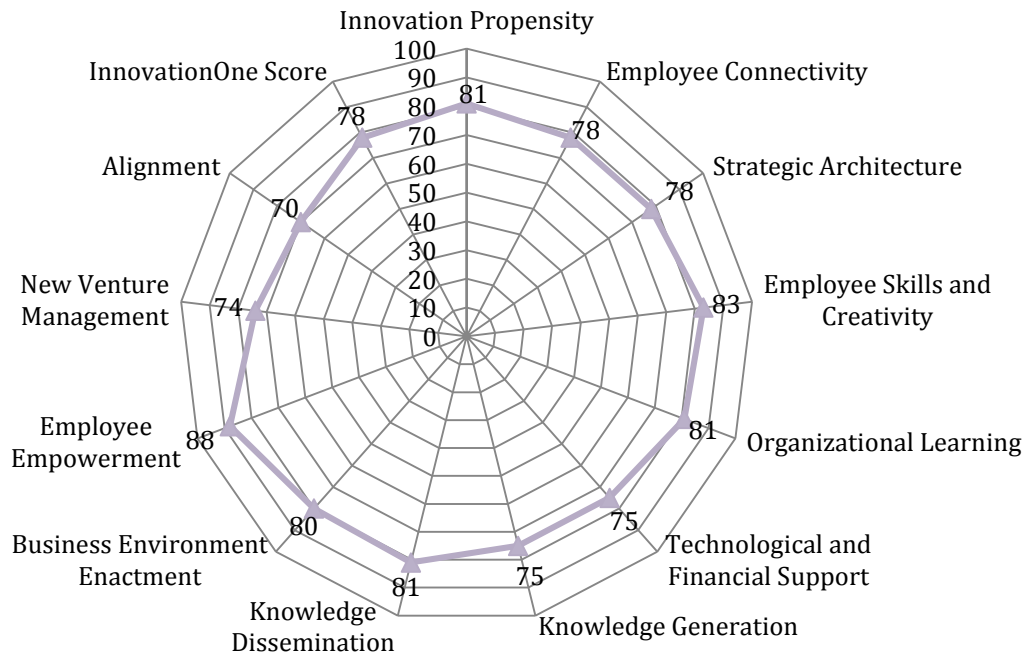 Innovation Propensity
100
InnovationOne Score
Employee Connectivity
90
81
80
78
78
70
Alignment
Strategic Architecture
60
78
70
50
40
New Venture
Management
30
Employee Skills and
Creativity
74
83
20
10
0
Employee
Empowerment
88
81
Organizational Learning
80
75
Business Environment
Enactment
Technological and
Financial Support
81
75
Knowledge
Dissemination
Knowledge Generation